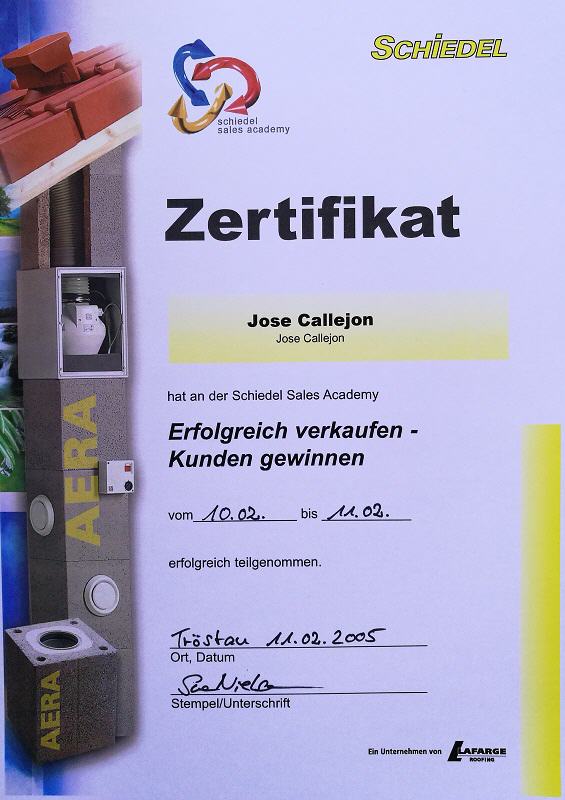 SCHiEDEL
schiedel
sales academy
Zertifikat
Jose Callejon
Jose Callejon
hat an der Schiedel Sales Academy
Erfolgreich verkaufen -
Kunden gewinnen
vom 10.02. bis 11.02.
erfolgreich teilgenommen.
Tröstau 11.02.2005
Ort, Datum
Stempel/Unterschrift
AERA
AERA
Ein Unternehmen von LAFARGE
ROOFING